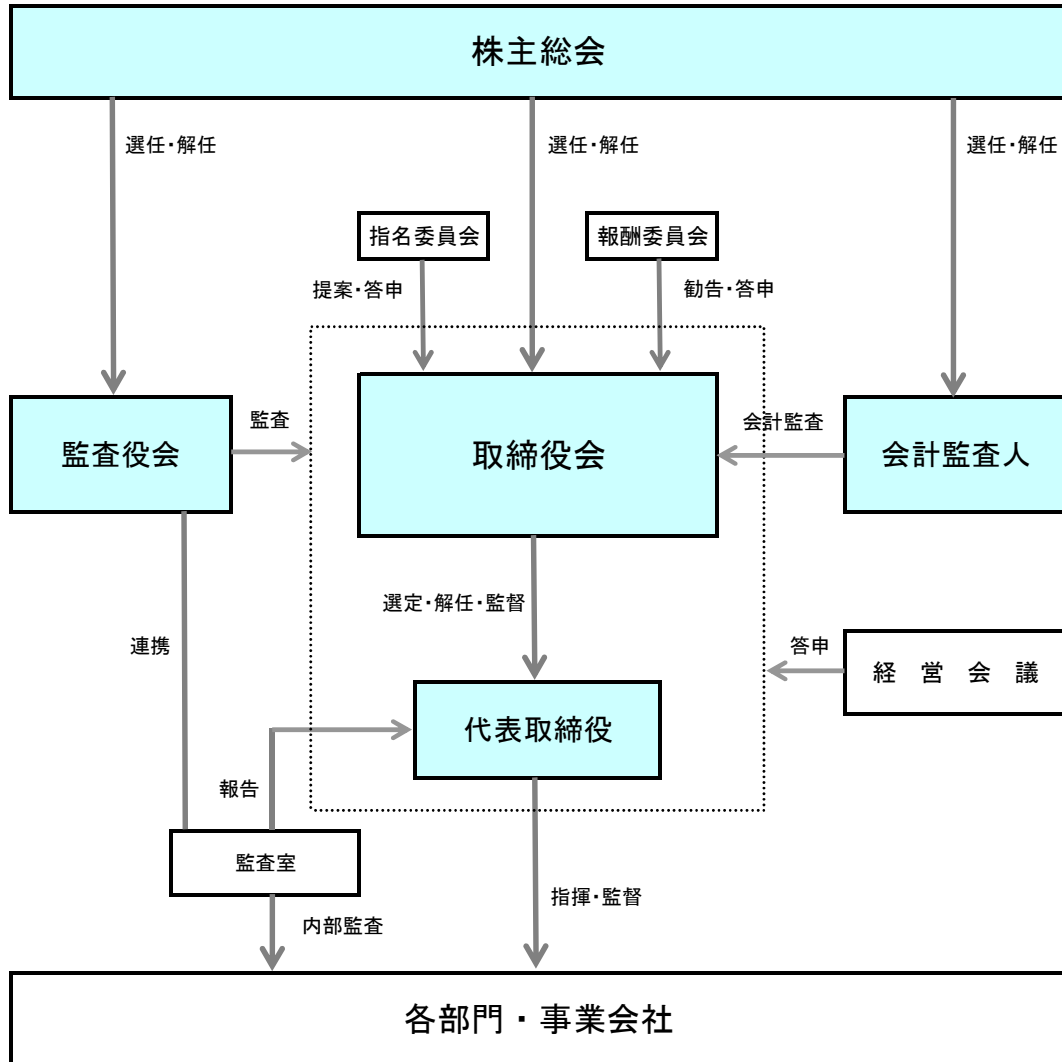 株主総会
選任・解任
選任・解任
選任・解任
指名委員会
報酬委員会
提案・答申
勧告・答申
監査役会
監査
取締役会
会計監査
会計監査人
選定・解任・監督
連携
答申
経 営 会 議
代表取締役
報告
監査室
指揮・監督
内部監査
各部門・事業会社